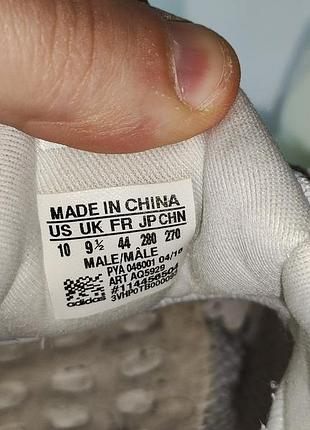 MADE IN CHINA
US UK FR JP CHN
10 9½ 44 280 270
MALE/MÂLE
PYA 046001 04/16
ART AQ5929
#114456504
adidas